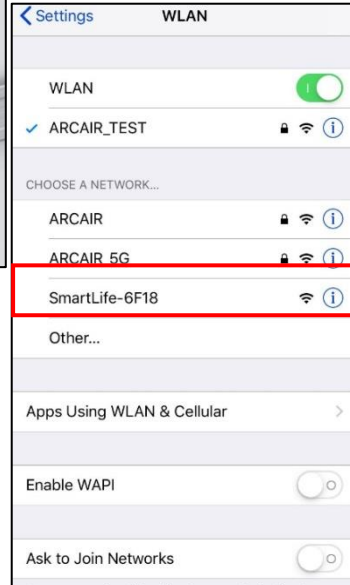 Settings WLAN
WLAN
ARCAIR_TEST
CHOOSE A NETWORK...
ARCAIR
ARCAIR_5G
SmartLife-6F18
Other...
Apps Using WLAN & Cellular
Enable WAPI
Ask to Join Networks